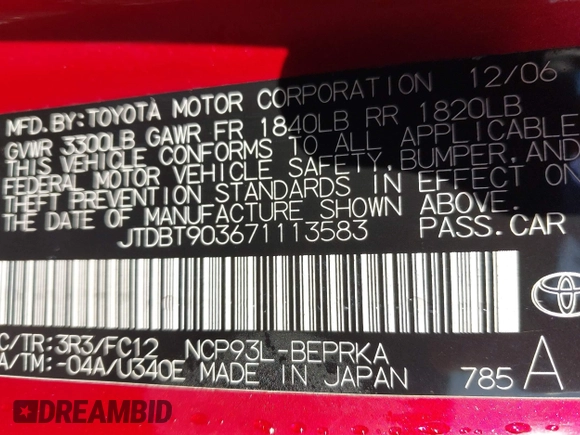 MFD. BY: TOYOTA MOTOR CORPORATION 12/06
GVWR 3300LB GAWR FR 1840LB RR 1820LB
THIS VEHICLE CONFORMS TO ALL APPLICABLE
FEDERAL MOTOR VEHICLE SAFETY, BUMPER, AND
THEFT PREVENTION STANDARDS IN EFFECT ON
THE DATE OF MANUFACTURE SHOWN ABOVE.
JTDBT903671113583 PASS. CAR
C/TR: 3R3/FC12 NCP93L-BEPRKA
A/TM: -04A/U340E MADE IN JAPAN 785 A
DREAMBID